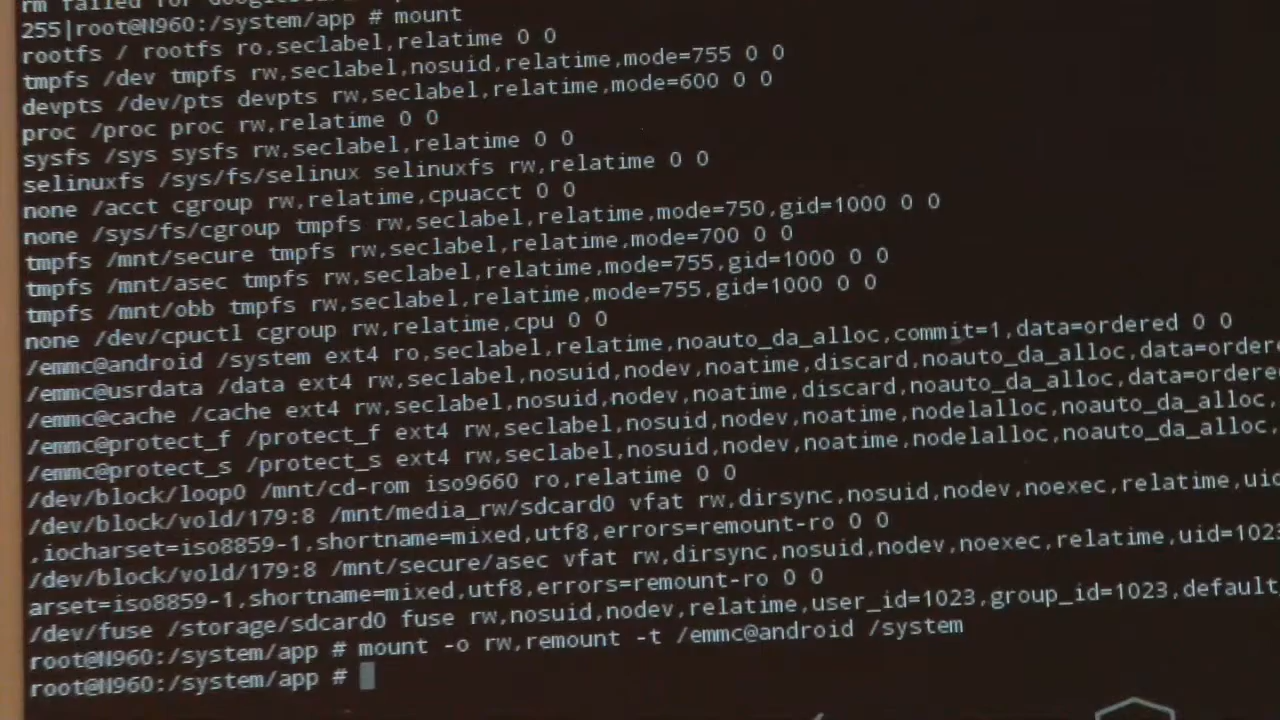 rm failed for
255|root@N960:/system/app # mount
rootfs / rootfs ro,seclabel,relatime 0 0
tmpfs /dev tmpfs rw,seclabel,nosuid,relatime,mode=755 0 0
devpts /dev/pts devpts rw,seclabel,relatime,mode=600 0 0
proc /proc proc rw,relatime 0 0
sysfs /sys sysfs rw,seclabel,relatime 0 0
selinuxfs /sys/fs/selinux selinuxfs rw,relatime 0 0
none /acct cgroup rw,relatime,cpuacct 0 0
none /sys/fs/cgroup tmpfs rw,seclabel,relatime,mode=750,gid=1000 0 0
tmpfs /mnt/secure tmpfs rw,seclabel,relatime,mode=700 0 0
tmpfs /mnt/asec tmpfs rw,seclabel,relatime,mode=755,gid=1000 0 0
tmpfs /mnt/obb tmpfs rw,seclabel,relatime,mode=755,gid=1000 0 0
none /dev/cpuctl cgroup rw,relatime,cpu 0 0
/emmc@android /system ext4 ro,seclabel,relatime,noauto_da_alloc,commit=1,data=ordered 0 0
/emmc@usrdata /data ext4 rw,seclabel,nosuid,nodev,noatime,discard,noauto_da_alloc,data=ordere
/emmc@cache /cache ext4 rw,seclabel,nosuid,nodev,noatime,discard,noauto_da_alloc,data=ordered
/emmc@protect_f /protect_f ext4 rw,seclabel,nosuid,nodev,noatime,nodelalloc,noauto_da_alloc,
/emmc@protect_s /protect_s ext4 rw,seclabel,nosuid,nodev,noatime,nodelalloc,noauto_da_alloc,
/dev/block/loop0 /mnt/cd-rom iso9660 ro,relatime 0 0
/dev/block/vold/179:8 /mnt/media_rw/sdcard0 vfat rw,dirsync,nosuid,nodev,noexec,relatime,uid
,iocharset=iso8859-1,shortname=mixed,utf8,errors=remount-ro 0 0
/dev/block/vold/179:8 /mnt/secure/asec vfat rw,dirsync,nosuid,nodev,noexec,relatime,uid=1023
arset=iso8859-1,shortname=mixed,utf8,errors=remount-ro 0 0
/dev/fuse /storage/sdcard0 fuse rw,nosuid,nodev,relatime,user_id=1023,group_id=1023,default
root@N960:/system/app # mount -o rw,remount -t /emmc@android /system
root@N960:/system/app #